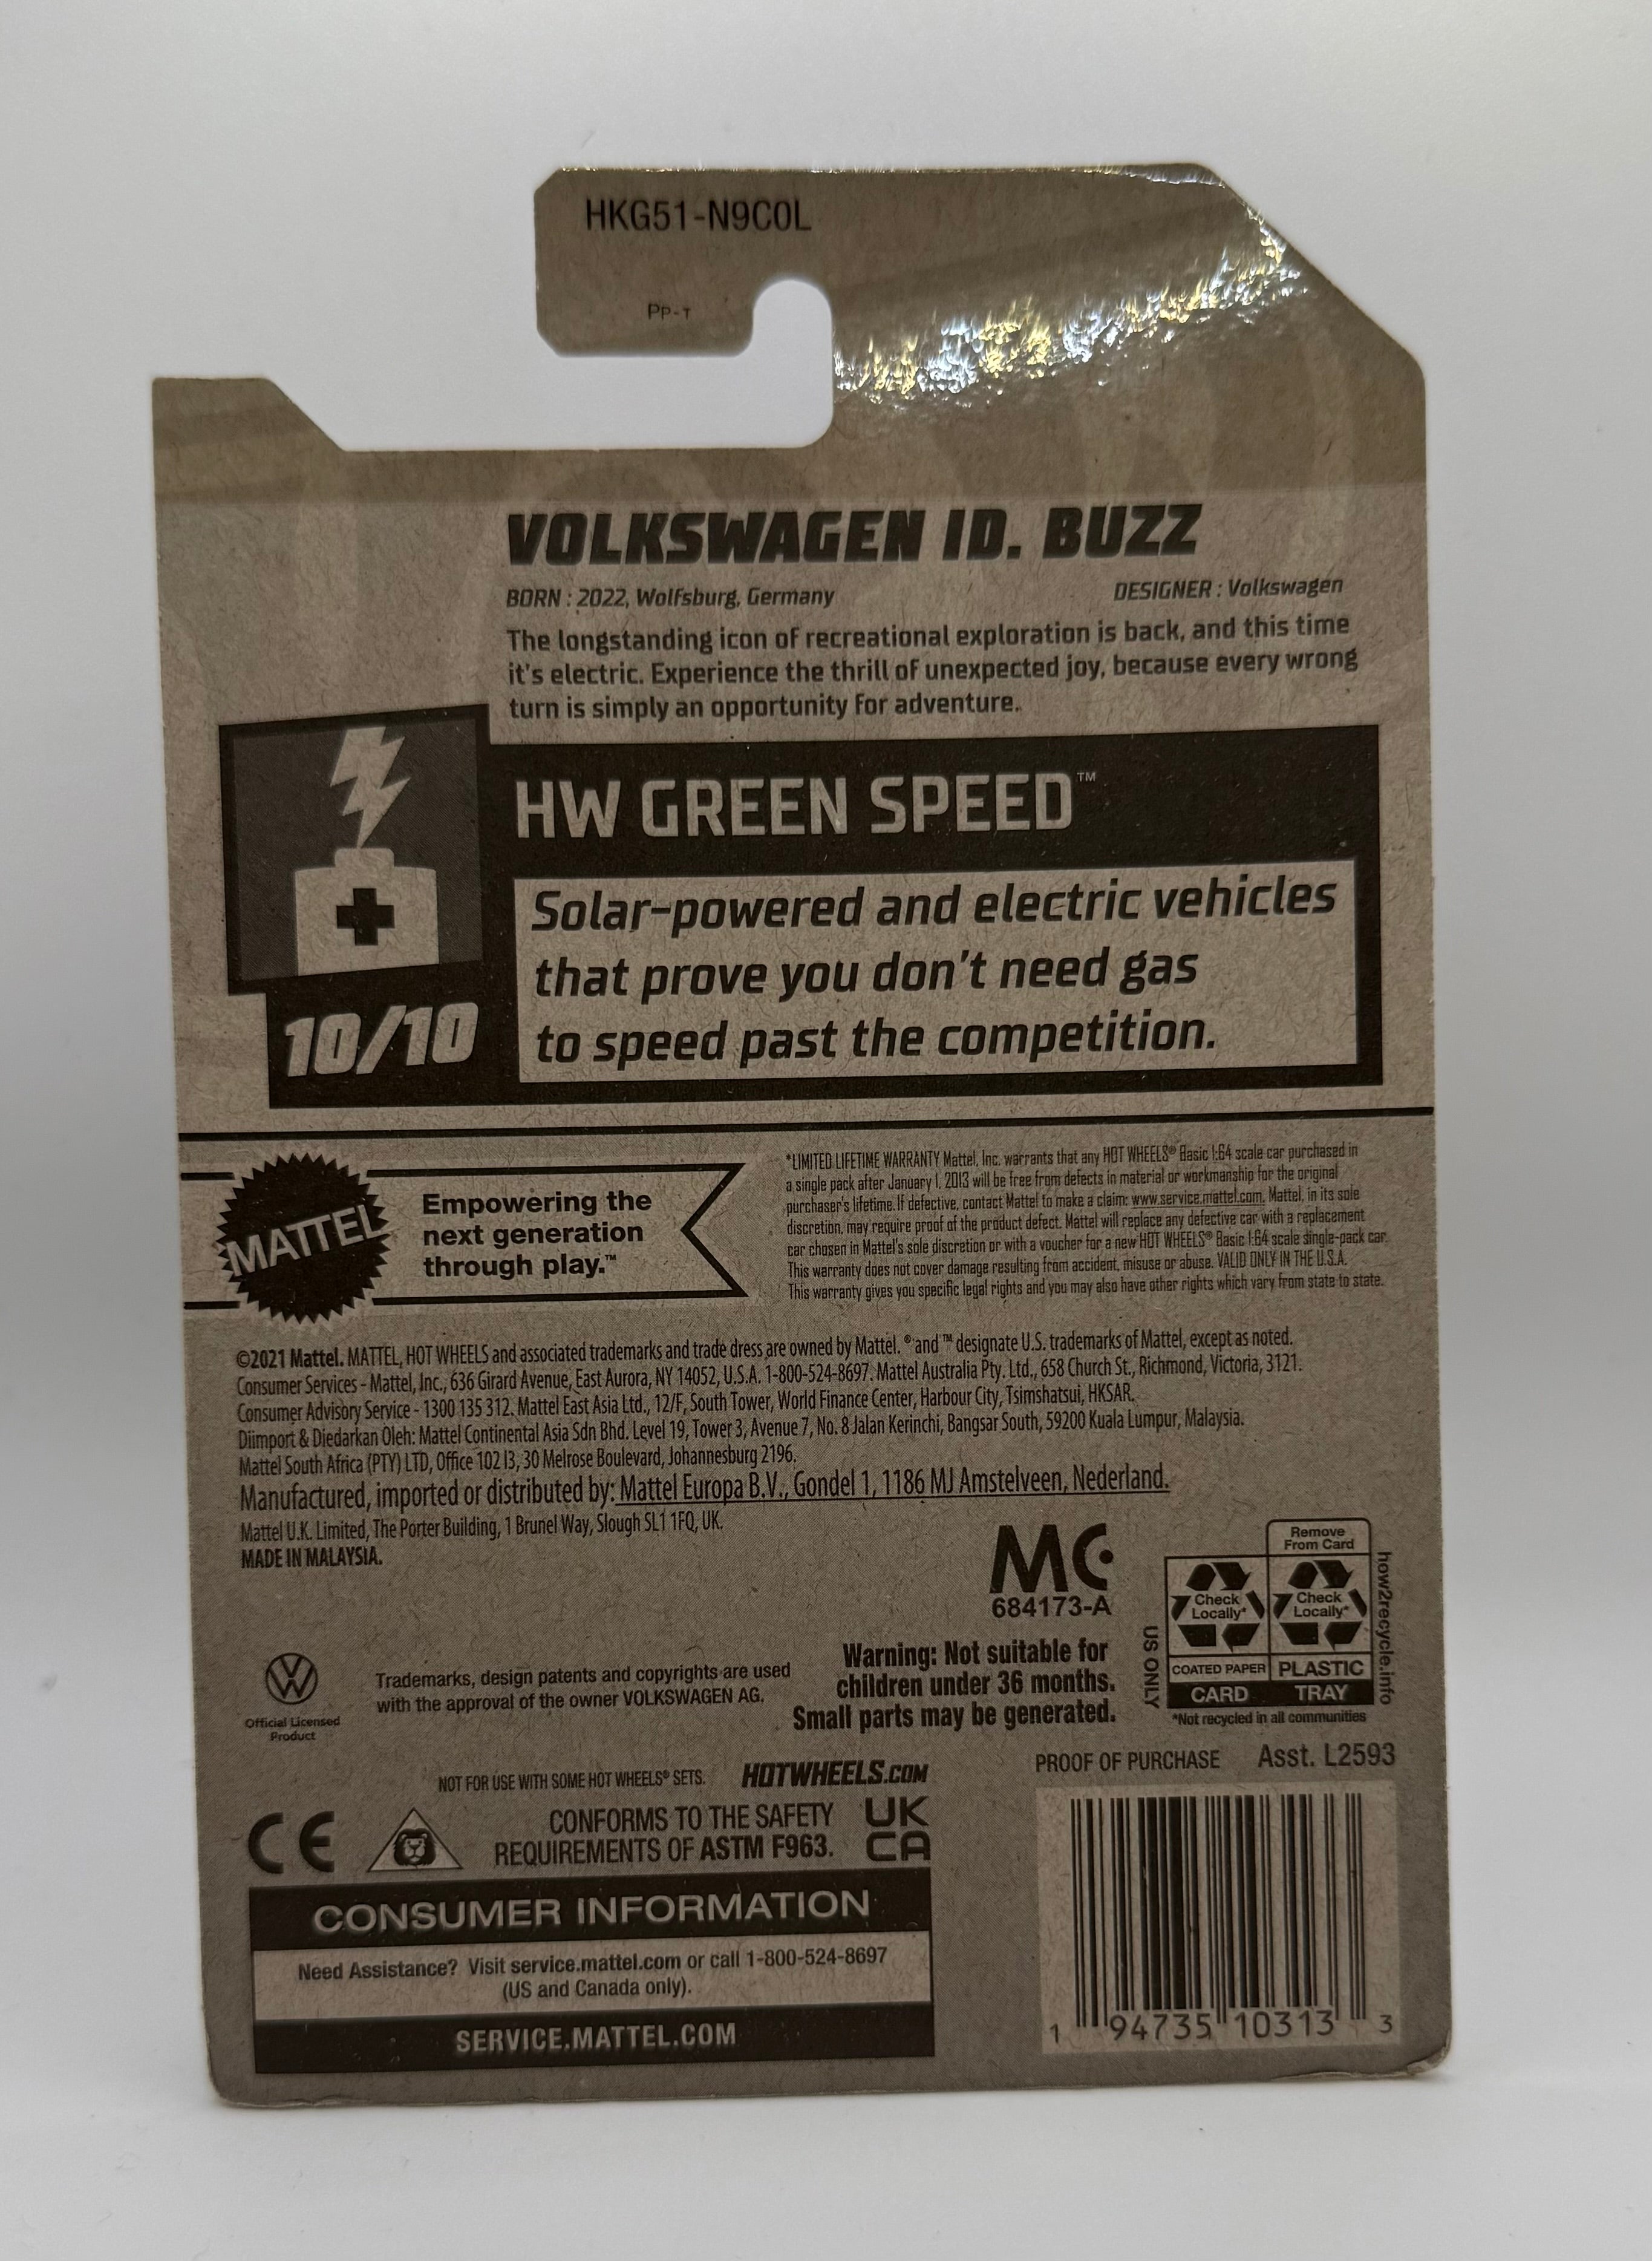 HKG51-N9C0L
PP-T
VOLKSWAGEN ID. BUZZ
BORN : 2022, Wolfsburg, Germany
DESIGNER : Volkswagen
The longstanding icon of recreational exploration is back, and this time
it's electric. Experience the thrill of unexpected joy, because every wrong
turn is simply an opportunity for adventure.
HW GREEN SPEED™
Solar-powered and electric vehicles
that prove you don't need gas
to speed past the competition.
10/10
MATTEL
Empowering the
next generation
through play.™
*LIMITED LIFETIME WARRANTY Mattel, Inc. warrants that any HOT WHEELS® Basic 1:64 scale car purchased in
a single pack after January 1, 2013 will be free from defects in material or workmanship for the original
purchaser's lifetime. If defective, contact Mattel to make a claim: www.service.mattel.com. Mattel, in its sole
discretion, may require proof of the product defect. Mattel will replace any defective car with a replacement
car chosen in Mattel's sole discretion or with a voucher for a new HOT WHEELS® Basic 1:64 scale single-pack car.
This warranty does not cover damage resulting from accident, misuse or abuse. VALID ONLY IN THE U.S.A.
This warranty gives you specific legal rights and you may also have other rights which vary from state to state.
©2021 Mattel. MATTEL, HOT WHEELS and associated trademarks and trade dress are owned by Mattel. ® and ™ designate U.S. trademarks of Mattel, except as noted.
Consumer Services - Mattel, Inc., 636 Girard Avenue, East Aurora, NY 14052, U.S.A. 1-800-524-8697. Mattel Australia Pty. Ltd., 658 Church St., Richmond, Victoria, 3121.
Consumer Advisory Service - 1300 135 312. Mattel East Asia Ltd., 12/F, South Tower, World Finance Center, Harbour City, Tsimshatsui, HKSAR.
Diimport & Diedarkan Oleh: Mattel Continental Asia Sdn Bhd. Level 19, Tower 3, Avenue 7, No. 8 Jalan Kerinchi, Bangsar South, 59200 Kuala Lumpur, Malaysia.
Mattel South Africa (PTY) LTD, Office 102 I3, 30 Melrose Boulevard, Johannesburg 2196.
Manufactured, imported or distributed by: Mattel Europa B.V., Gondel 1, 1186 MJ Amstelveen, Nederland.
Mattel U.K. Limited, The Porter Building, 1 Brunel Way, Slough SL1 1FQ, UK.
MADE IN MALAYSIA.
MC
684173-A
Remove
From Card
Check
Locally*
Check
Locally*
COATED PAPER
PLASTIC
CARD
TRAY
*Not recycled in all communities
US ONLY
how2recycle.info
VW
Official Licensed
Product
Trademarks, design patents and copyrights are used
with the approval of the owner VOLKSWAGEN AG.
Warning: Not suitable for
children under 36 months.
Small parts may be generated.
NOT FOR USE WITH SOME HOT WHEELS® SETS.
HOTWHEELS.COM
PROOF OF PURCHASE
Asst. L2593
CE
CONFORMS TO THE SAFETY
REQUIREMENTS OF ASTM F963.
UK
CA
CONSUMER INFORMATION
Need Assistance? Visit service.mattel.com or call 1-800-524-8697
(US and Canada only).
SERVICE.MATTEL.COM
1 94735 10313 3